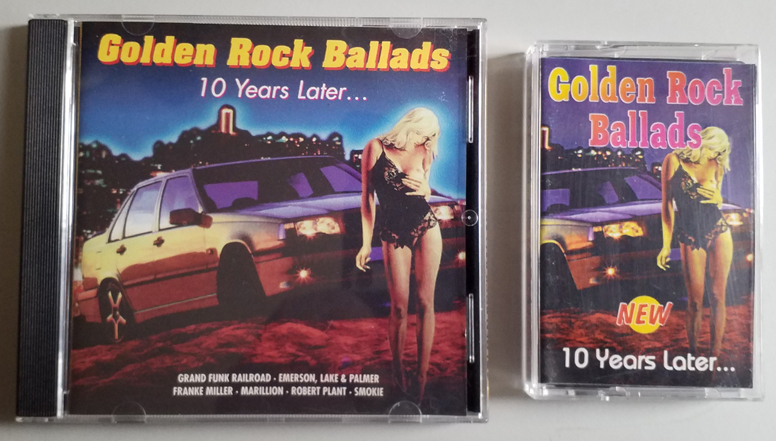 Golden Rock Ballads
10 Years Later...
GRAND FUNK RAILROAD · EMERSON, LAKE & PALMER
FRANKE MILLER · MARILLION · ROBERT PLANT · SMOKIE
Golden Rock
Ballads
NEW
10 Years Later...